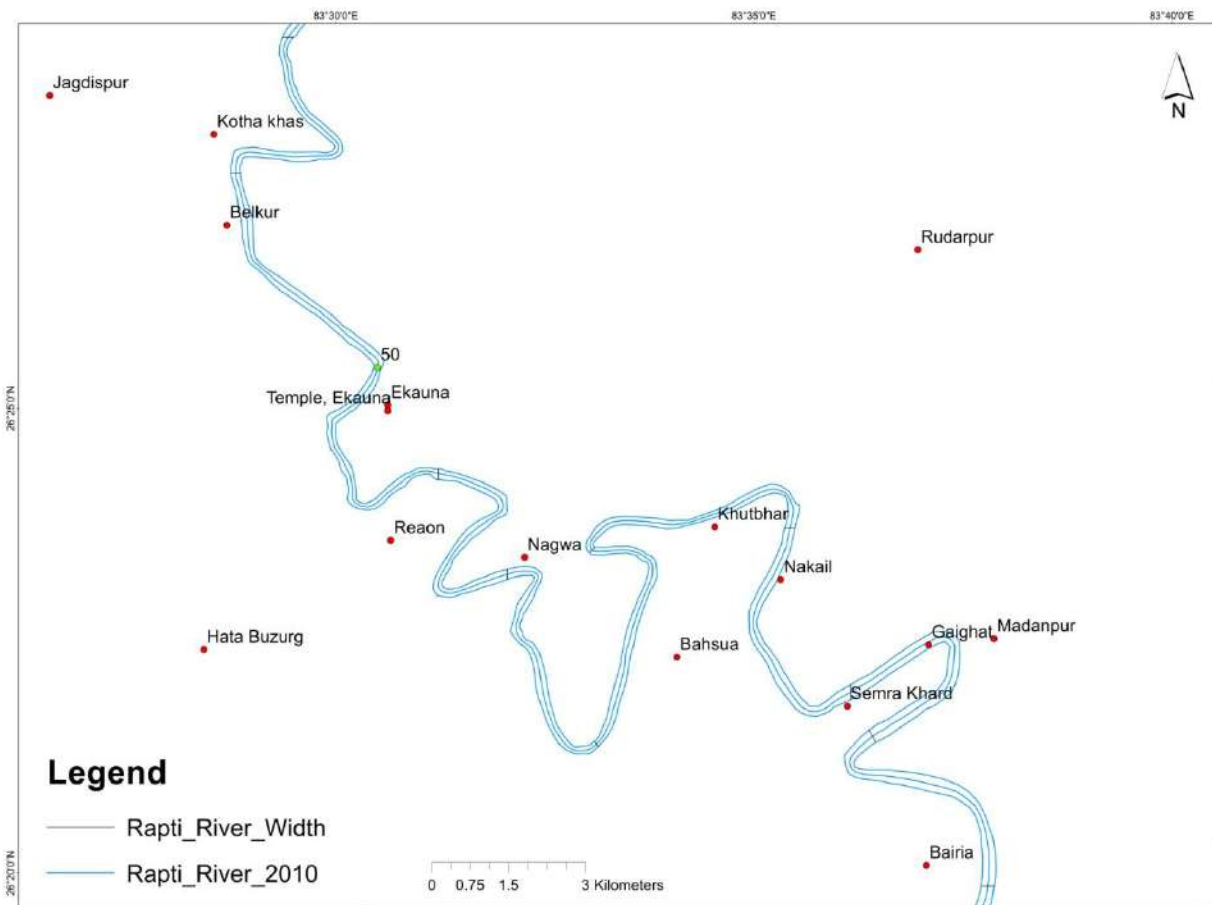 83°30'0"E
83°35'0"E
83°40'0"E
Jagdispur
N
Kotha khas
Belkur
Rudarpur
50
26°25'0"N
Temple, Ekauna
Ekauna
Khutbhar
Reaon
Nagwa
Nakail
Hata Buzurg
Bahsua
Gaighat
Madanpur
Semra Khard
Legend
Rapti_River_Width
Rapti_River_2010
Bairia
26°20'0"N
0 0.75 1.5 3 Kilometers